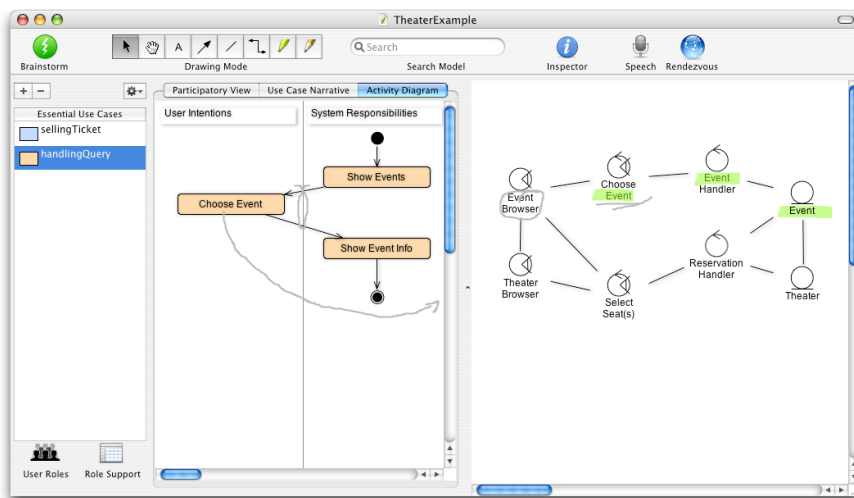 TheaterExample
Brainstorm
A
Drawing Mode
Search
Search Model
Inspector
Speech
Rendezvous
Participatory View
Use Case Narrative
Activity Diagram
Essential Use Cases
sellingTicket
handlingQuery
User Roles
Role Support
User Intentions
System Responsibilities
Show Events
Choose Event
Show Event Info
Event
Browser
Choose
Event
Event
Handler
Event
Theater
Browser
Select
Seat(s)
Reservation
Handler
Theater